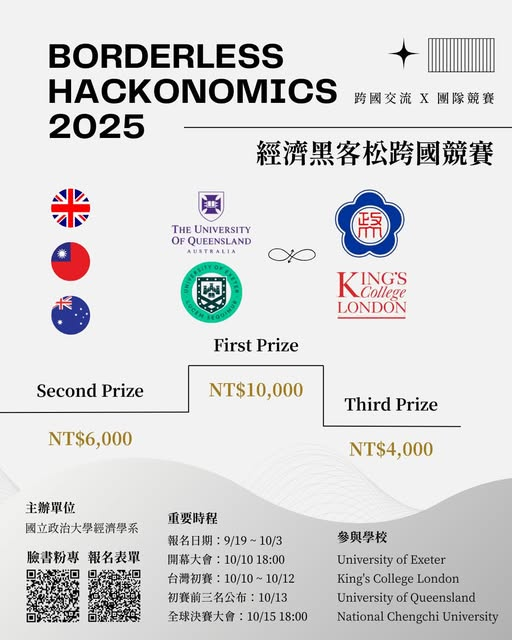 BORDERLESS
HACKONOMICS
2025
跨國交流 X 團隊競賽
經濟黑客松跨國競賽
THE UNIVERSITY
OF QUEENSLAND
AUSTRALIA
政
UNIVERSITY OF EXETER
LUCEM SEQUIMUR
KING'S
College
LONDON
First Prize
NT$10,000
Second Prize
NT$6,000
Third Prize
NT$4,000
主辦單位
國立政治大學經濟學系
臉書粉專 報名表單
重要時程
報名日期：9/19 ~ 10/3
開幕大會：10/10 18:00
台灣初賽：10/10 ~ 10/12
初賽前三名公布：10/13
全球決賽大會：10/15 18:00
參與學校
University of Exeter
King's College London
University of Queensland
National Chengchi University